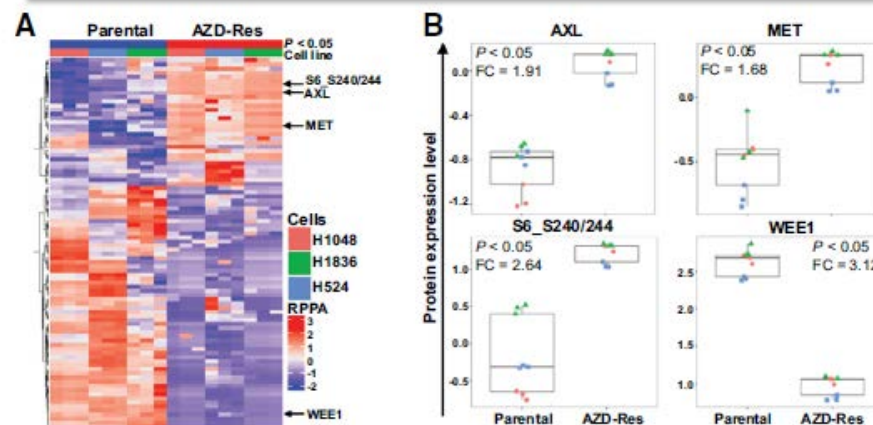 A
Parental AZD-Res
P < 0.05
Cell line
S6_S240/244
AXL
MET
WEE1
Cells
H1048
H1836
H524
RPPA
3
2
1
0
-1
-2
B
Protein expression level
AXL
P < 0.05
FC = 1.91
0.0
-0.8
-1.2
MET
P < 0.05
FC = 1.68
0.0
-0.5
S6_S240/244
P < 0.05
FC = 2.64
1.0
0.5
0.0
-0.5
Parental AZD-Res
WEE1
P < 0.05
FC = 3.12
2.5
2.0
1.0
Parental AZD-Res